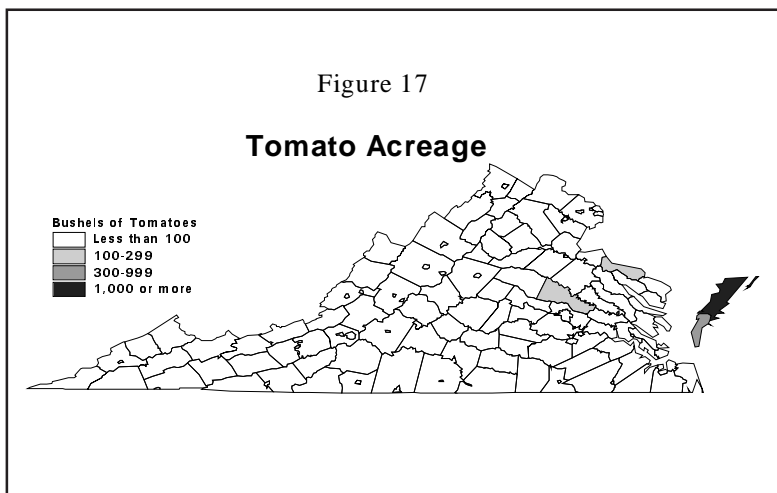 Figure 17
Tomato Acreage
Bushels of Tomatoes
Less than 100
100-299
300-999
1,000 or more